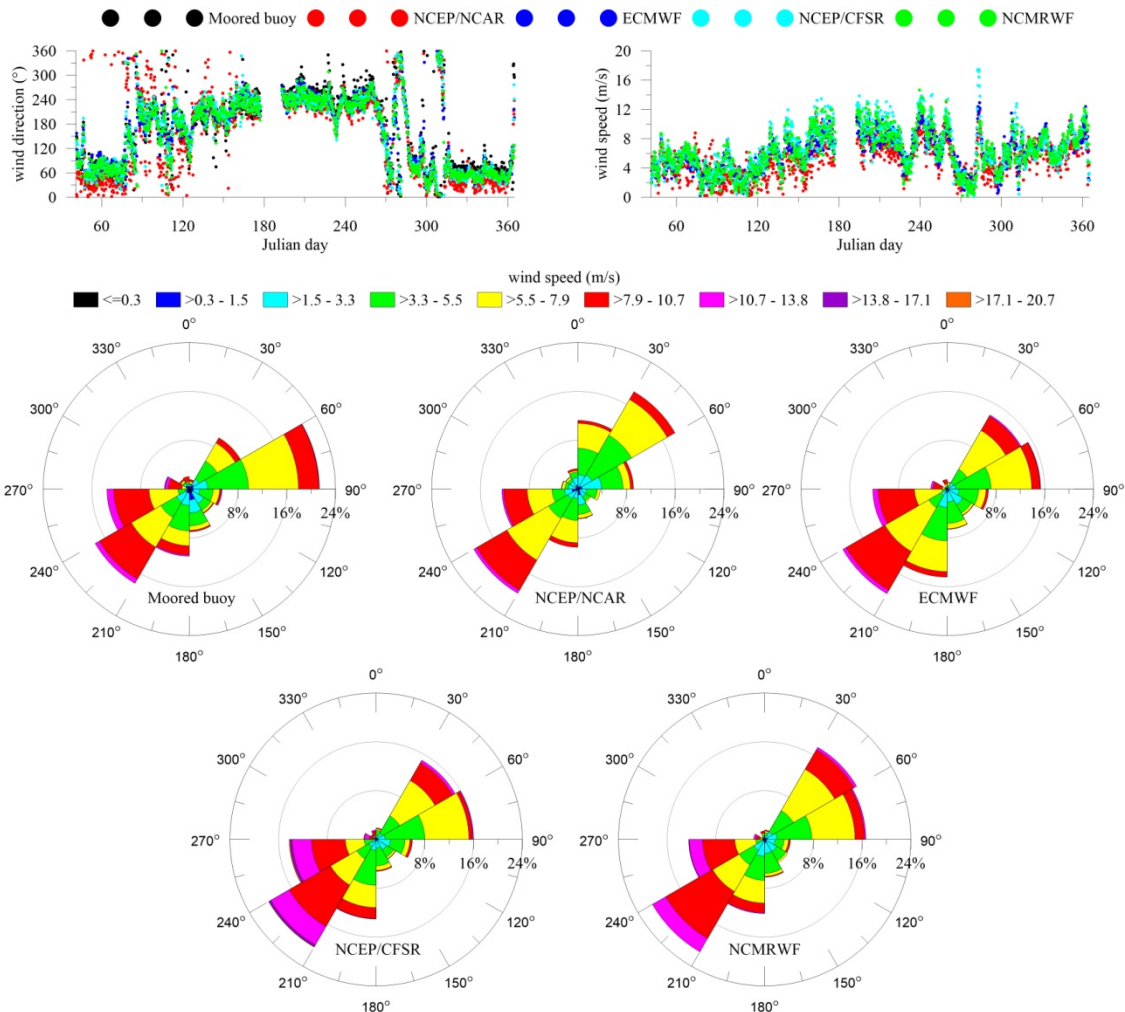 Moored buoy NCEP/NCAR ECMWF NCEP/CFSR NCMRWF
360
300
240
180
120
60
0
wind direction (°)
60 120 180 240 300 360
Julian day
20
16
12
8
4
0
wind speed (m/s)
60 120 180 240 300 360
Julian day
wind speed (m/s)
<=0.3 >0.3 - 1.5 >1.5 - 3.3 >3.3 - 5.5 >5.5 - 7.9 >7.9 - 10.7 >10.7 - 13.8 >13.8 - 17.1 >17.1 - 20.7
0°
330° 30°
300° 60°
270° 90°
8% 16% 24%
240° 120°
Moored buoy
210° 150°
180°
0°
330° 30°
300° 60°
270° 90°
8% 16% 24%
240° 120°
NCEP/NCAR
210° 150°
180°
0°
330° 30°
300° 60°
270° 90°
8% 16% 24%
240° 120°
ECMWF
210° 150°
180°
0°
330° 30°
300° 60°
270° 90°
8% 16% 24%
240° 120°
NCEP/CFSR
210° 150°
180°
0°
330° 30°
300° 60°
270° 90°
8% 16% 24%
240° 120°
NCMRWF
210° 150°
180°